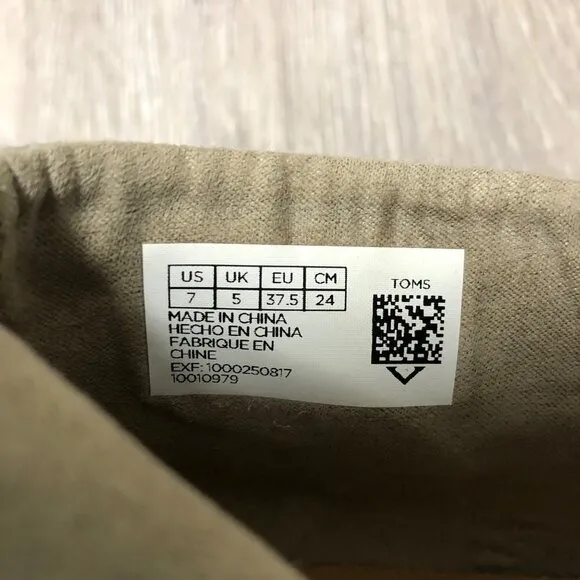 US UK EU CM
7 5 37.5 24
MADE IN CHINA
HECHO EN CHINA
FABRIQUE EN
CHINE
EXF: 1000250817
10010979
TOMS